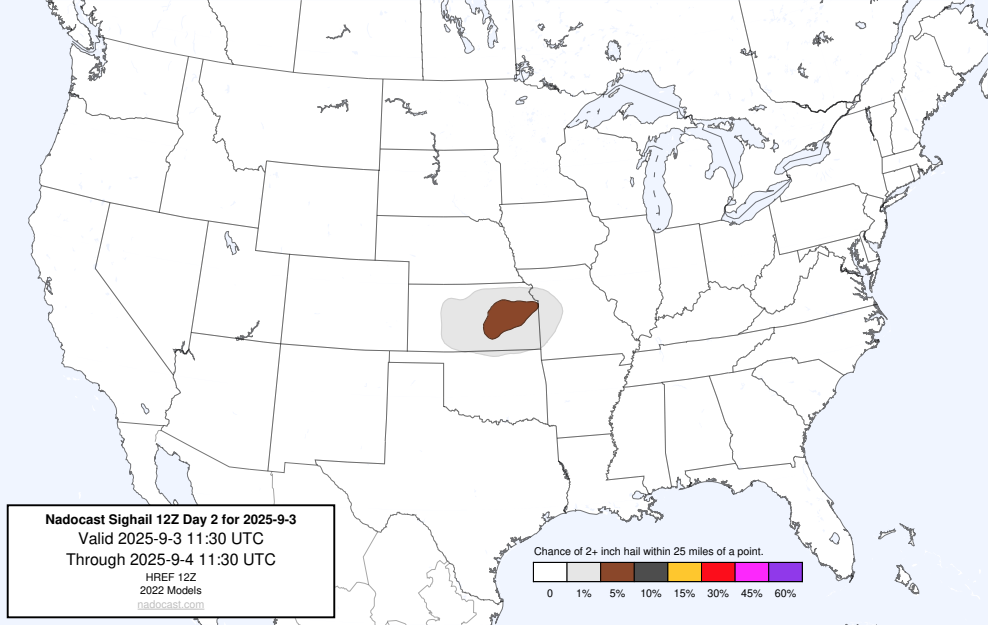 Nadocast Sighail 12Z Day 2 for 2025-9-3
Valid 2025-9-3 11:30 UTC
Through 2025-9-4 11:30 UTC
HREF 12Z
2022 Models
nadocast.com
Chance of 2+ inch hail within 25 miles of a point.
0 1% 5% 10% 15% 30% 45% 60%